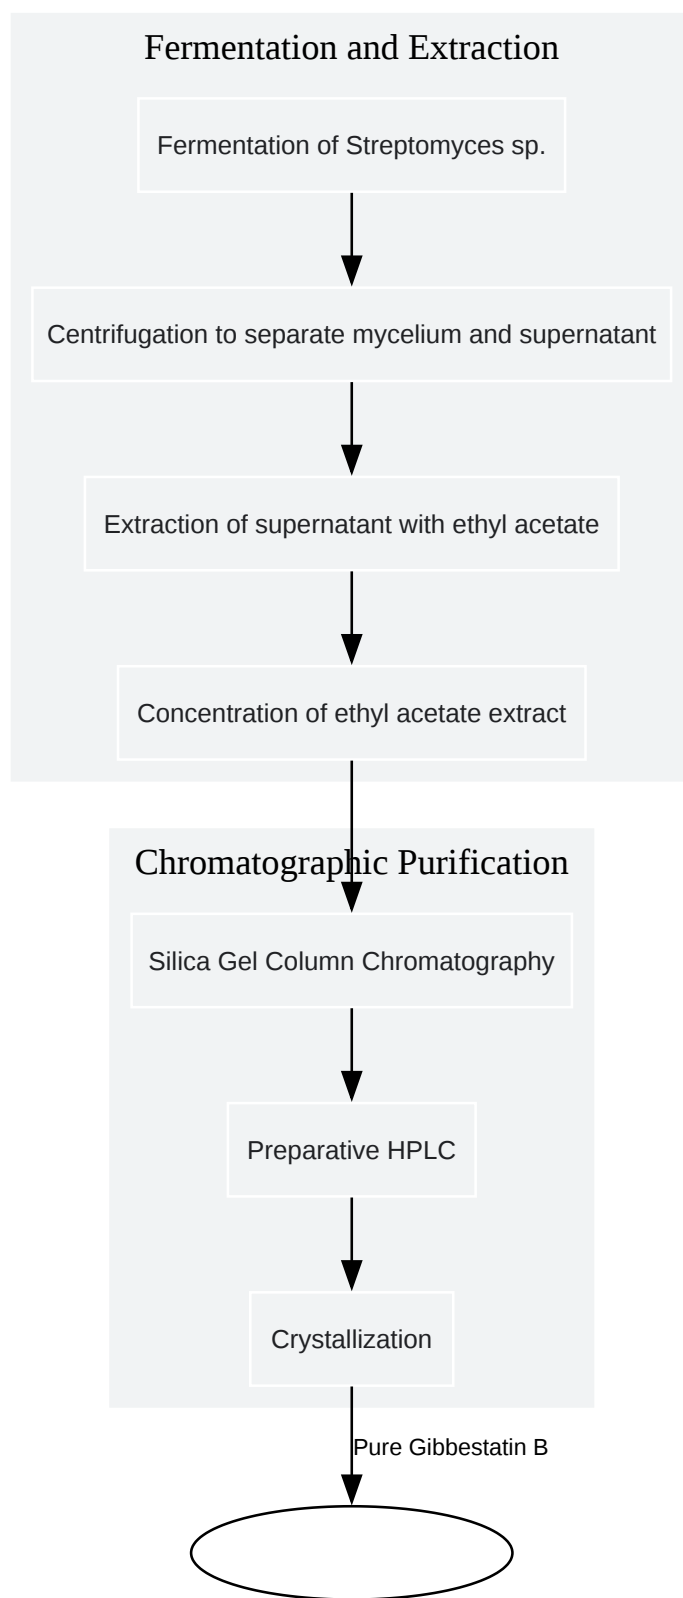 Fermentation and Extraction
Fermentation of Streptomyces sp.
Centrifugation to separate mycelium and supernatant
Extraction of supernatant with ethyl acetate
Concentration of ethyl acetate extract
Chromatographic Purification
Silica Gel Column Chromatography
Preparative HPLC
Crystallization
Pure Gibbestatin B